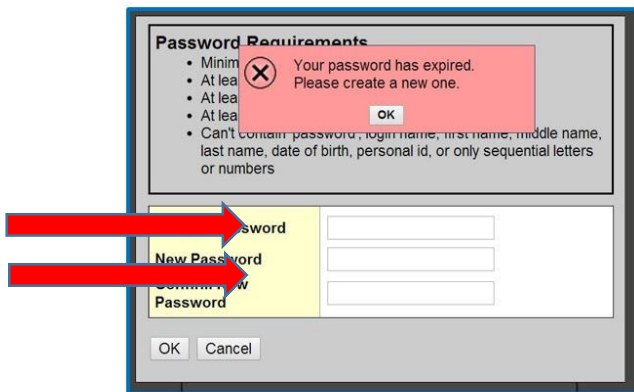 Password Requirements
• Minim
• At lea
• At lea
• At lea
• Can't contain password, login name, first name, middle name,
last name, date of birth, personal id, or only sequential letters
or numbers
Your password has expired.
Please create a new one.
OK
sword
New Password
Confirm New
Password
OK Cancel